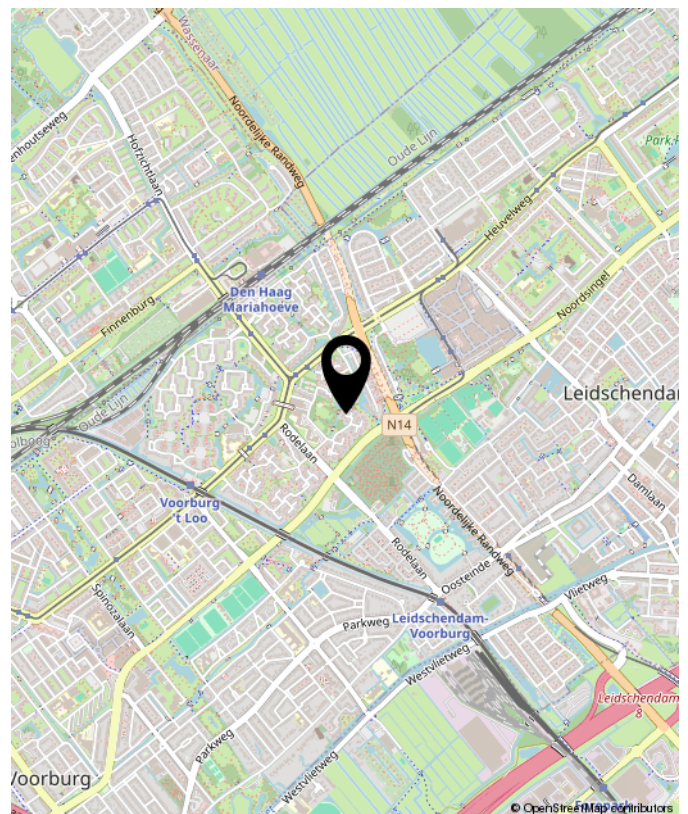 Wassenaar
Noordelijke Randweg
Oude Lijn
Hofzichtlaan
enhoutseweg
Park
Heuvelweg
Den Haag
Mariahoeve
Noordsingel
Finnenburg
Leidschendam
Oude Lijn
N14
Rodelaan
Voorburg
't Loo
Damlaan
Noordelijke Randweg
Rodelaan
Oosteinde
Vlietweg
Spinozalaan
Leidschendam-
Voorburg
Parkweg
Westvlietweg
Leidschendam
8
Parkweg
Voorburg
Westvlietweg
© OpenStreetMap contributors